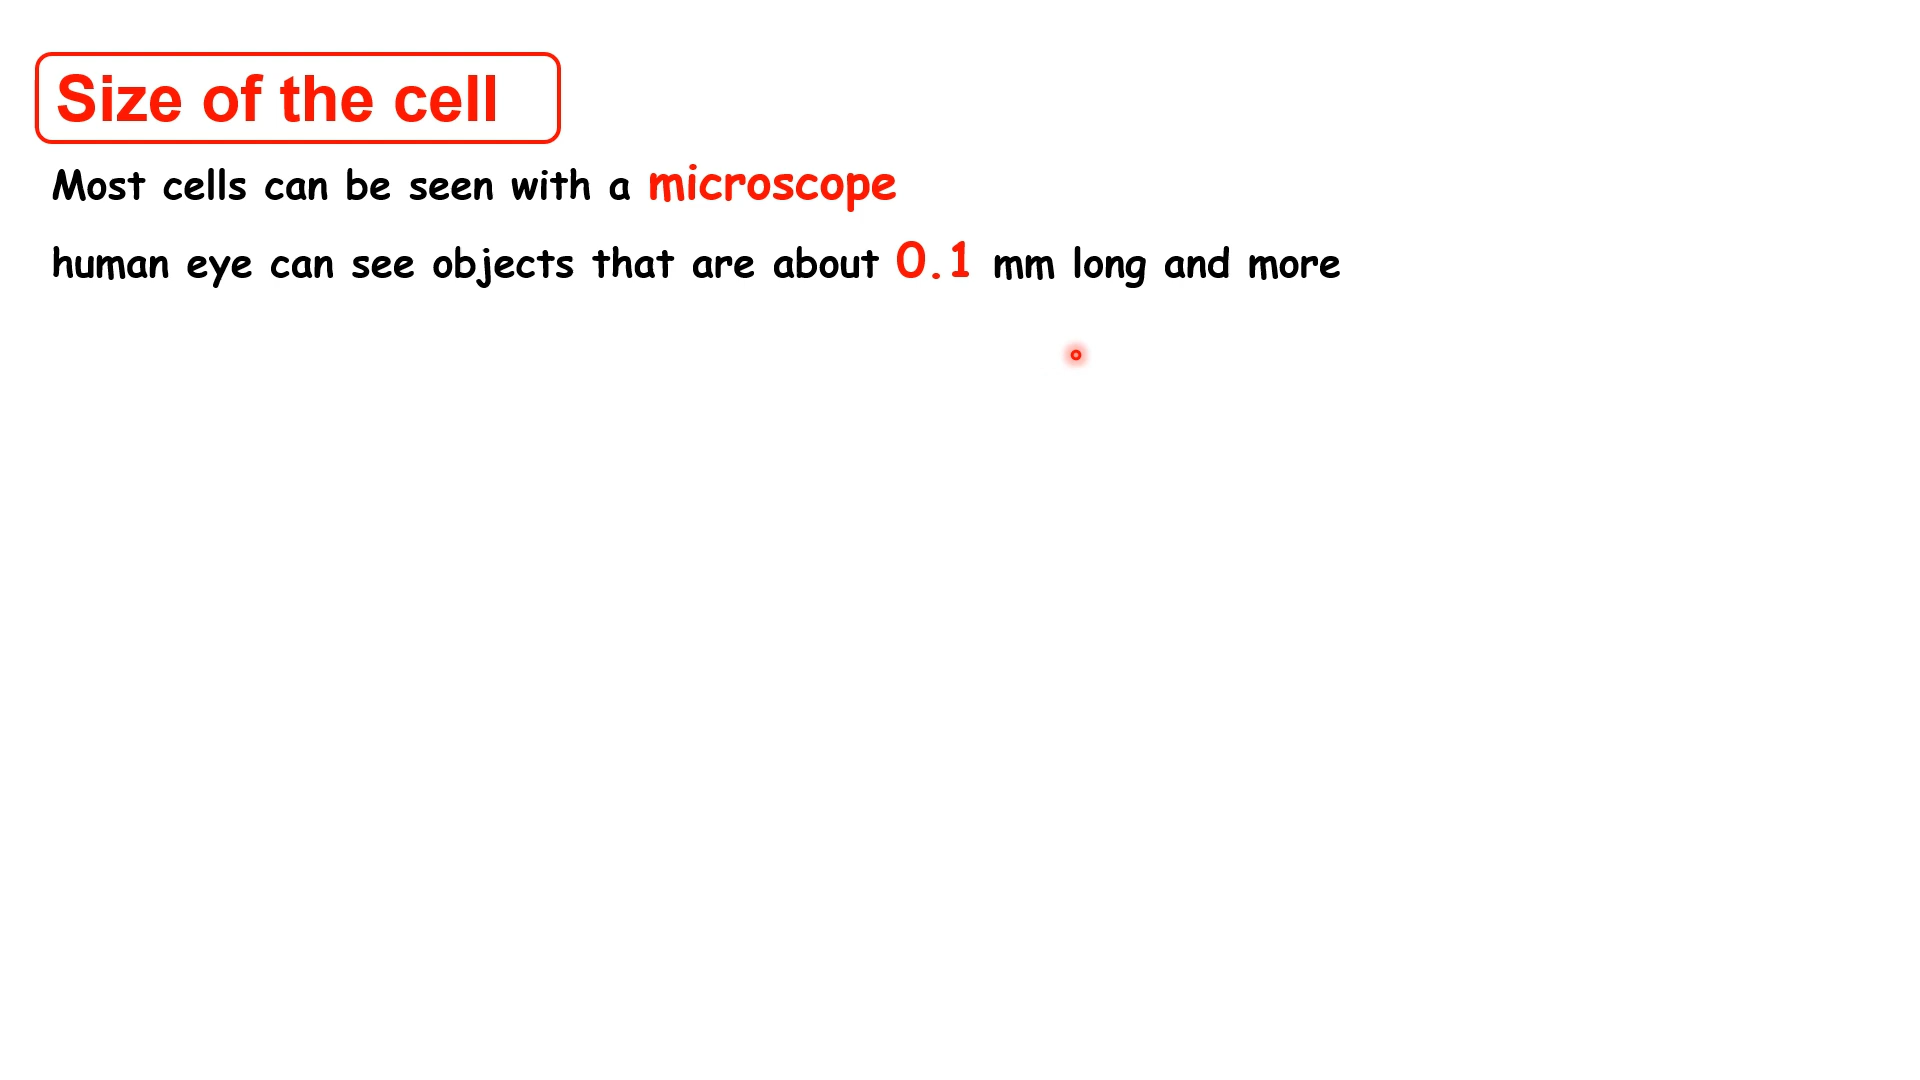 Size of the cell
Most cells can be seen with a microscope
human eye can see objects that are about 0.1 mm long and more